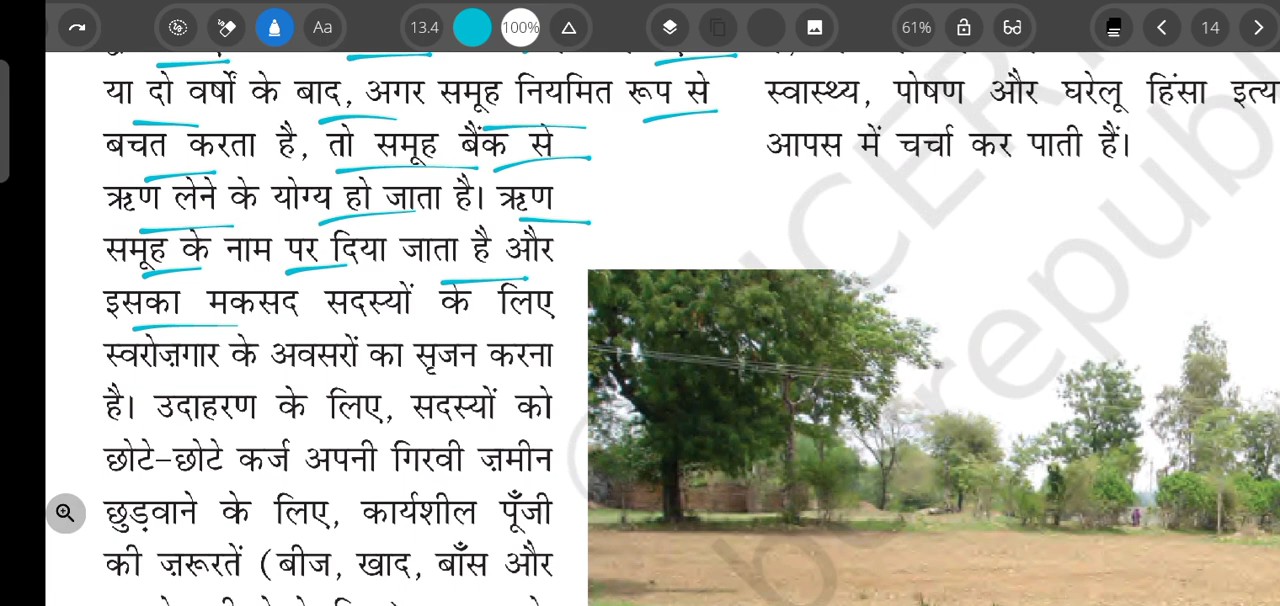 13.4
100%
Aa
61%
14
या दो वर्षों के बाद, अगर समूह नियमित रूप से
बचत करता है, तो समूह बैंक से
ऋण लेने के योग्य हो जाता है। ऋण
समूह के नाम पर दिया जाता है और
इसका मकसद सदस्यों के लिए
स्वरोज़गार के अवसरों का सृजन करना
है। उदाहरण के लिए, सदस्यों को
छोटे-छोटे कर्ज अपनी गिरवी ज़मीन
छुड़वाने के लिए, कार्यशील पूँजी
की ज़रूरतें (बीज, खाद, बाँस और
स्वास्थ्य, पोषण और घरेलू हिंसा इत्य
आपस में चर्चा कर पाती हैं।